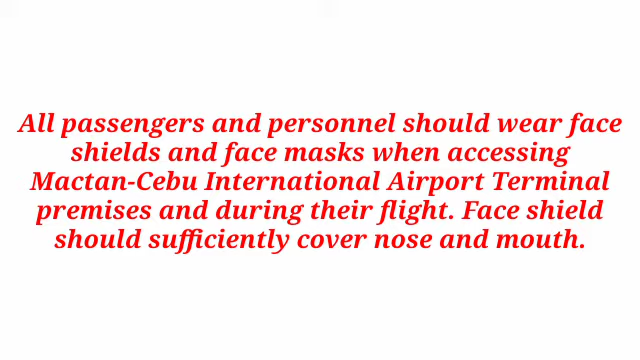 All passengers and personnel should wear face
shields and face masks when accessing
Mactan-Cebu International Airport Terminal
premises and during their flight. Face shield
should sufficiently cover nose and mouth.